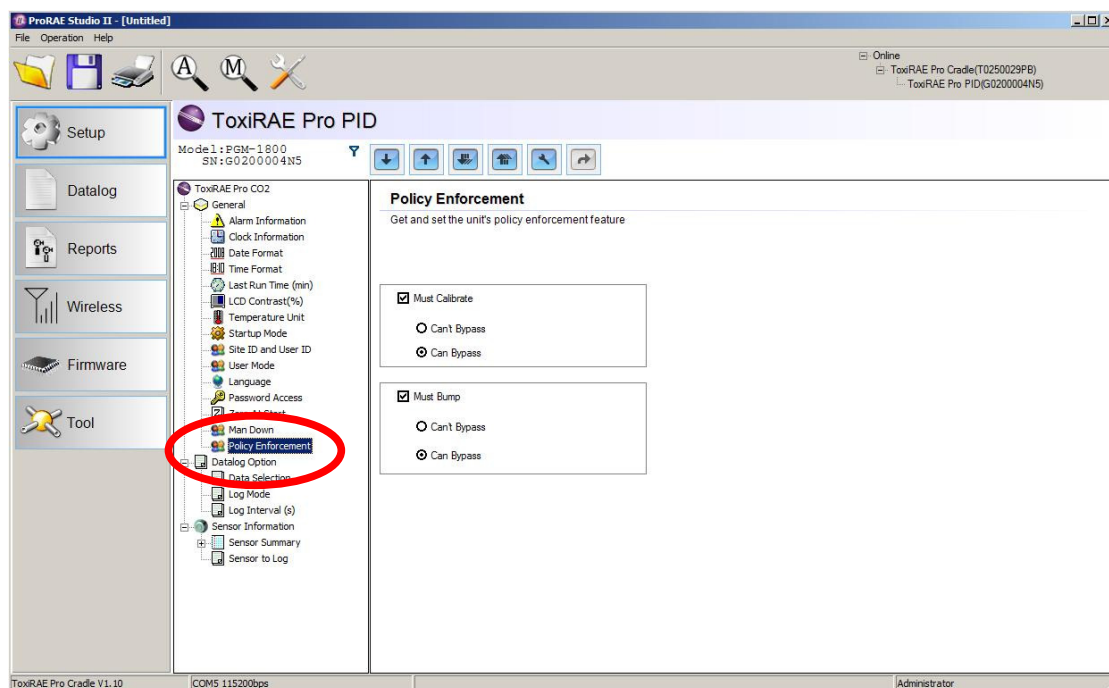 ProRAE Studio II - [Untitled]
File Operation Help
A M
Online
ToxiRAE Pro Cradle(T0250029PB)
ToxiRAE Pro PID(G0200004N5)
Setup
Datalog
Reports
Wireless
Firmware
Tool
ToxiRAE Pro PID
Model:PGM-1800
SN:G0200004N5
ToxiRAE Pro CO2
General
Alarm Information
Clock Information
Date Format
Time Format
Last Run Time (min)
LCD Contrast(%)
Temperature Unit
Startup Mode
Site ID and User ID
User Mode
Language
Password Access
Zero At Start
Man Down
Policy Enforcement
Datalog Option
Data Selection
Log Mode
Log Interval (s)
Sensor Information
Sensor Summary
Sensor to Log
Policy Enforcement
Get and set the unit's policy enforcement feature
Must Calibrate
Can't Bypass
Can Bypass
Must Bump
Can't Bypass
Can Bypass
ToxiRAE Pro Cradle V1.10 COM5 115200bps Administrator